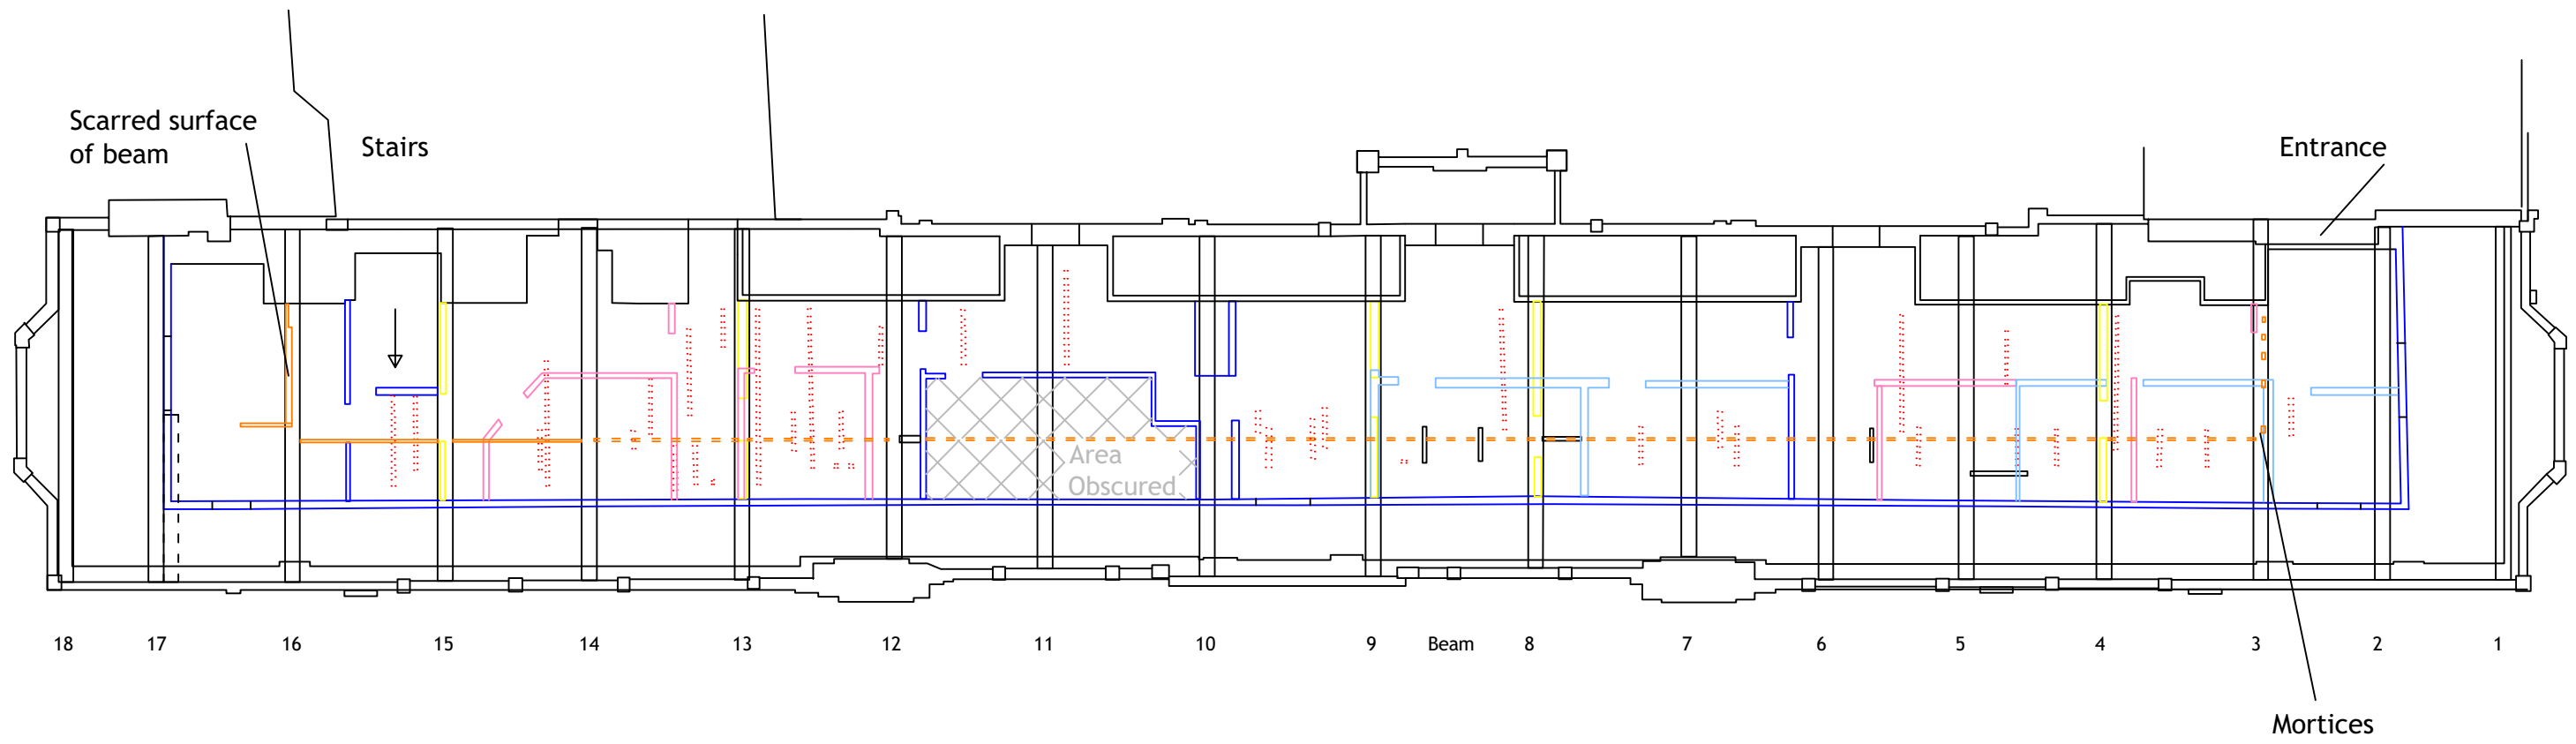 Scarred surface
of beam
Stairs
Entrance
Area
Obscured
18 17 16 15 14 13 12 11 10 9 Beam 8 7 6 5 4 3 2 1
Mortices